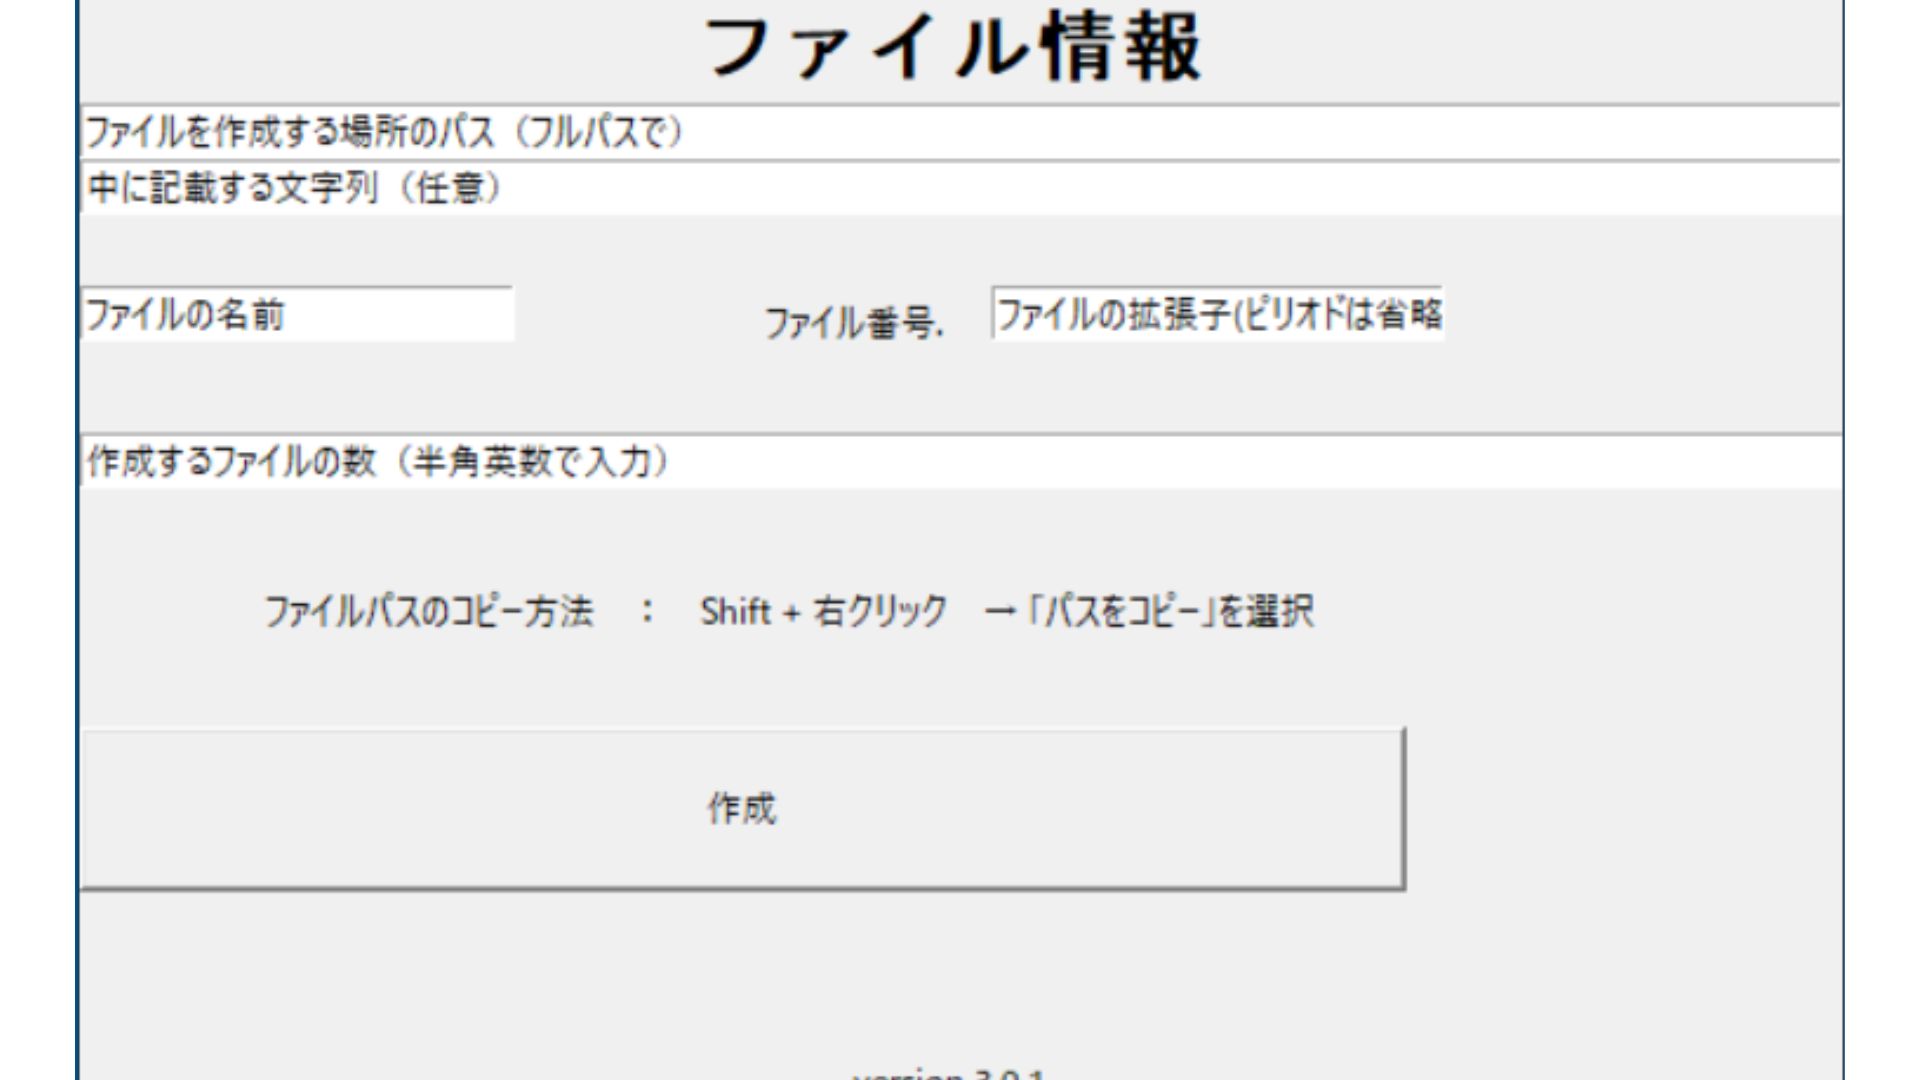 ファイル情報
ファイルを作成する場所のパス（フルパスで）
中に記載する文字列（任意）
ファイルの名前 ファイル番号. ファイルの拡張子(ピリオドは省略
作成するファイルの数（半角英数で入力）
ファイルパスのコピー方法　：　Shift + 右クリック　→「パスをコピー」を選択
作成
version 3.0.1